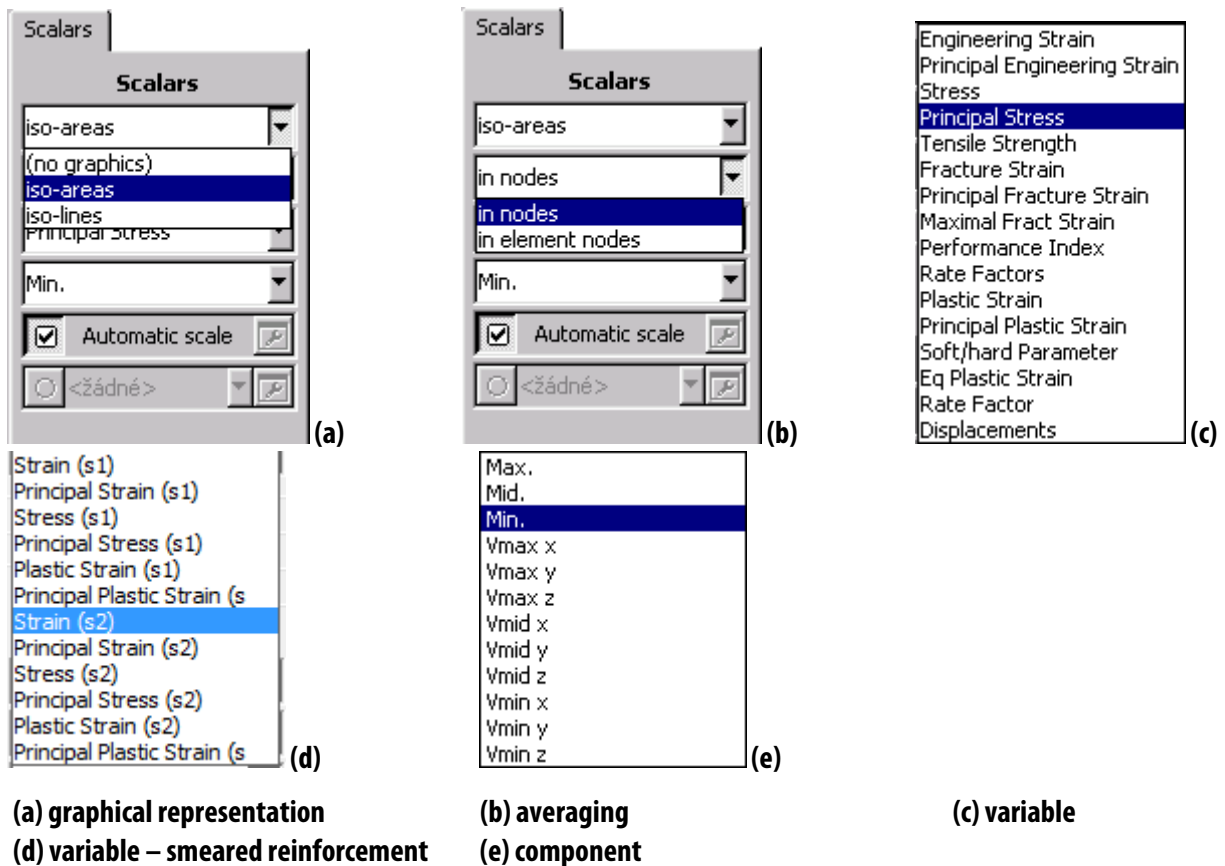 Scalars
Scalars
iso-areas
(no graphics)
iso-areas
iso-lines
Principal Stress
Min.
Automatic scale
<žádné>
(a)
Scalars
Scalars
iso-areas
in nodes
in nodes
in element nodes
Min.
Automatic scale
<žádné>
(b)
Engineering Strain
Principal Engineering Strain
Stress
Principal Stress
Tensile Strength
Fracture Strain
Principal Fracture Strain
Maximal Fract Strain
Performance Index
Rate Factors
Plastic Strain
Principal Plastic Strain
Soft/hard Parameter
Eq Plastic Strain
Rate Factor
Displacements
(c)
Strain (s1)
Principal Strain (s1)
Stress (s1)
Principal Stress (s1)
Plastic Strain (s1)
Principal Plastic Strain (s
Strain (s2)
Principal Strain (s2)
Stress (s2)
Principal Stress (s2)
Plastic Strain (s2)
Principal Plastic Strain (s
(d)
Max.
Mid.
Min.
Vmax x
Vmax y
Vmax z
Vmid x
Vmid y
Vmid z
Vmin x
Vmin y
Vmin z
(e)
(a) graphical representation (b) averaging (c) variable
(d) variable – smeared reinforcement (e) component